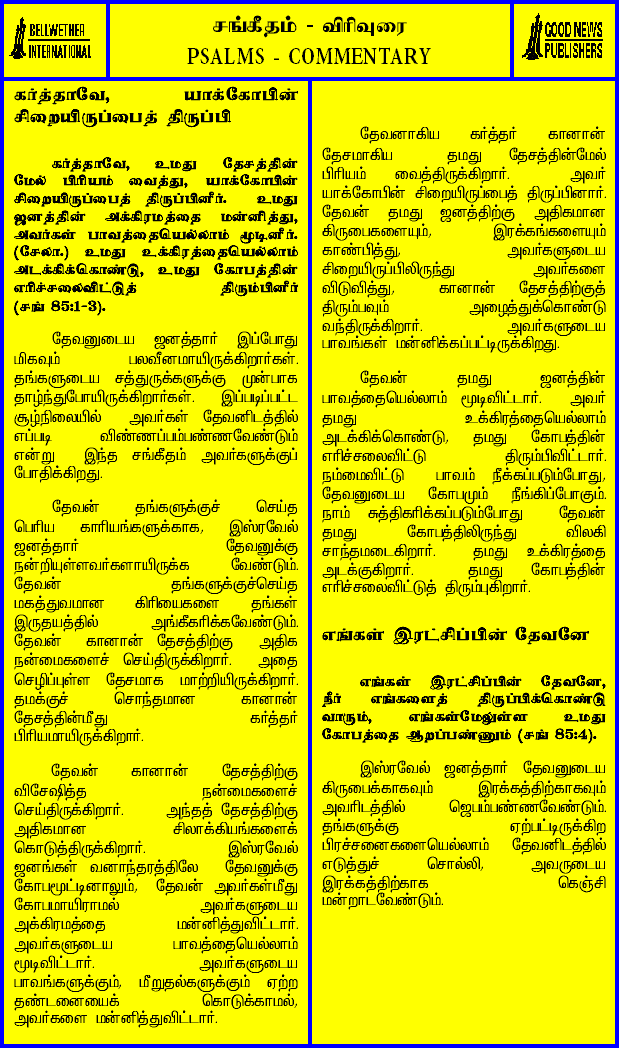 BELLWETHER
INTERNATIONAL
சங்கீதம் - விரிவுரை
PSALMS - COMMENTARY
GOOD NEWS
PUBLISHERS
கர்த்தாவே, யாக்கோபின்
சிறையிருப்பைத் திருப்பி
கர்த்தாவே, உமது தேசத்தின்
மேல் பிரியம் வைத்து, யாக்கோபின்
சிறையிருப்பைத் திருப்பினீர். உமது
ஜனத்தின் அக்கிரமத்தை மன்னித்து,
அவர்கள் பாவத்தையெல்லாம் மூடினீர்.
(சேலா.) உமது உக்கிரத்தையெல்லாம்
அடக்கிக்கொண்டு, உமது கோபத்தின்
எரிச்சலைவிட்டுத் திரும்பினீர்
(சங் 85:1-3).
தேவனுடைய ஜனத்தார் இப்போது
மிகவும் பலவீனமாயிருக்கிறார்கள்.
தங்களுடைய சத்துருக்களுக்கு முன்பாக
தாழ்ந்துபோயிருக்கிறார்கள். இப்படிப்பட்ட
சூழ்நிலையில் அவர்கள் தேவனிடத்தில்
எப்படி விண்ணப்பம்பண்ணவேண்டும்
என்று இந்த சங்கீதம் அவர்களுக்குப்
போதிக்கிறது.
தேவன் தங்களுக்குச் செய்த
பெரிய காரியங்களுக்காக, இஸ்ரவேல்
ஜனத்தார் தேவனுக்கு
நன்றியுள்ளவர்களாயிருக்க வேண்டும்.
தேவன் தங்களுக்குச்செய்த
மகத்துவமான கிரியைகளை தங்கள்
இருதயத்தில் அங்கீகரிக்கவேண்டும்.
தேவன் கானான் தேசத்திற்கு அதிக
நன்மைகளைச் செய்திருக்கிறார். அதை
செழிப்புள்ள தேசமாக மாற்றியிருக்கிறார்.
தமக்குச் சொந்தமான கானான்
தேசத்தின்மீது கர்த்தர்
பிரியமாயிருக்கிறார்.
தேவன் கானான் தேசத்திற்கு
விசேஷித்த நன்மைகளைச்
செய்திருக்கிறார். அந்தத் தேசத்திற்கு
அதிகமான சிலாக்கியங்களைக்
கொடுத்திருக்கிறார். இஸ்ரவேல்
ஜனங்கள் வனாந்தரத்திலே தேவனுக்கு
கோபமூட்டினாலும், தேவன் அவர்கள்மீது
கோபமாயிராமல் அவர்களுடைய
அக்கிரமத்தை மன்னித்துவிட்டார்.
அவர்களுடைய பாவத்தையெல்லாம்
மூடிவிட்டார். அவர்களுடைய
பாவங்களுக்கும், மீறுதல்களுக்கும் ஏற்ற
தண்டனையைக் கொடுக்காமல்,
அவர்களை மன்னித்துவிட்டார்.
தேவனாகிய கர்த்தர் கானான்
தேசமாகிய தமது தேசத்தின்மேல்
பிரியம் வைத்திருக்கிறார். அவர்
யாக்கோபின் சிறையிருப்பைத் திருப்பினார்.
தேவன் தமது ஜனத்திற்கு அதிகமான
கிருபைகளையும், இரக்கங்களையும்
காண்பித்து, அவர்களுடைய
சிறையிருப்பிலிருந்து அவர்களை
விடுவித்து, கானான் தேசத்திற்குத்
திரும்பவும் அழைத்துக்கொண்டு
வந்திருக்கிறார். அவர்களுடைய
பாவங்கள் மன்னிக்கப்பட்டிருக்கிறது.
தேவன் தமது ஜனத்தின்
பாவத்தையெல்லாம் மூடிவிட்டார். அவர்
தமது உக்கிரத்தையெல்லாம்
அடக்கிக்கொண்டு, தமது கோபத்தின்
எரிச்சலைவிட்டு திரும்பிவிட்டார்.
நம்மைவிட்டு பாவம் நீக்கப்படும்போது,
தேவனுடைய கோபமும் நீங்கிப்போகும்.
நாம் சுத்திகரிக்கப்படும்போது தேவன்
தமது கோபத்திலிருந்து விலகி
சாந்தமடைகிறார். தமது உக்கிரத்தை
அடக்குகிறார். தமது கோபத்தின்
எரிச்சலைவிட்டுத் திரும்புகிறார்.
எங்கள் இரட்சிப்பின் தேவனே
எங்கள் இரட்சிப்பின் தேவனே,
நீர் எங்களைத் திருப்பிக்கொண்டு
வாரும், எங்கள்மேலுள்ள உமது
கோபத்தை ஆறப்பண்ணும் (சங் 85:4).
இஸ்ரவேல் ஜனத்தார் தேவனுடைய
கிருபைக்காகவும் இரக்கத்திற்காகவும்
அவரிடத்தில் ஜெபம்பண்ணவேண்டும்.
தங்களுக்கு ஏற்பட்டிருக்கிற
பிரச்சனைகளையெல்லாம் தேவனிடத்தில்
எடுத்துச் சொல்லி, அவருடைய
இரக்கத்திற்காக கெஞ்சி
மன்றாடவேண்டும்.